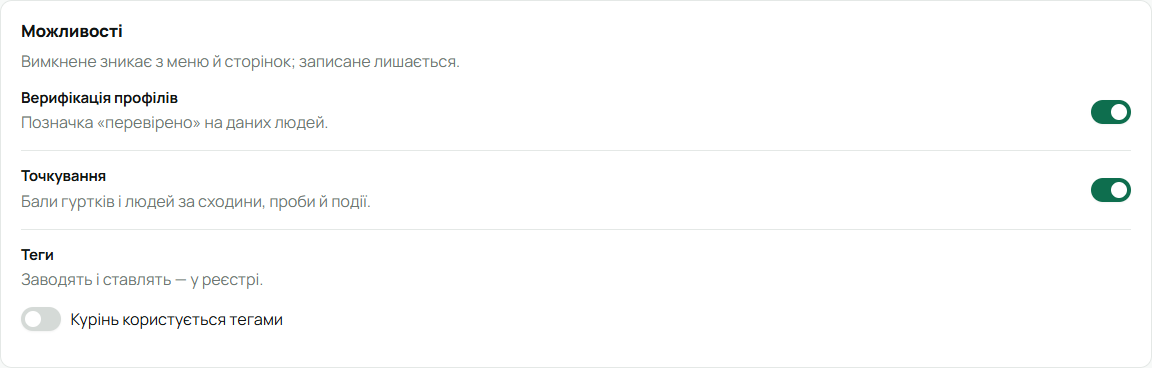 Можливості
Вимкнене зникає з меню й сторінок; записане лишається.
Верифікація профілів
Позначка «перевірено» на даних людей.
Точкування
Бали гуртків і людей за сходини, проби й події.
Теги
Заводять і ставлять — у реєстрі.
Курінь користується тегами